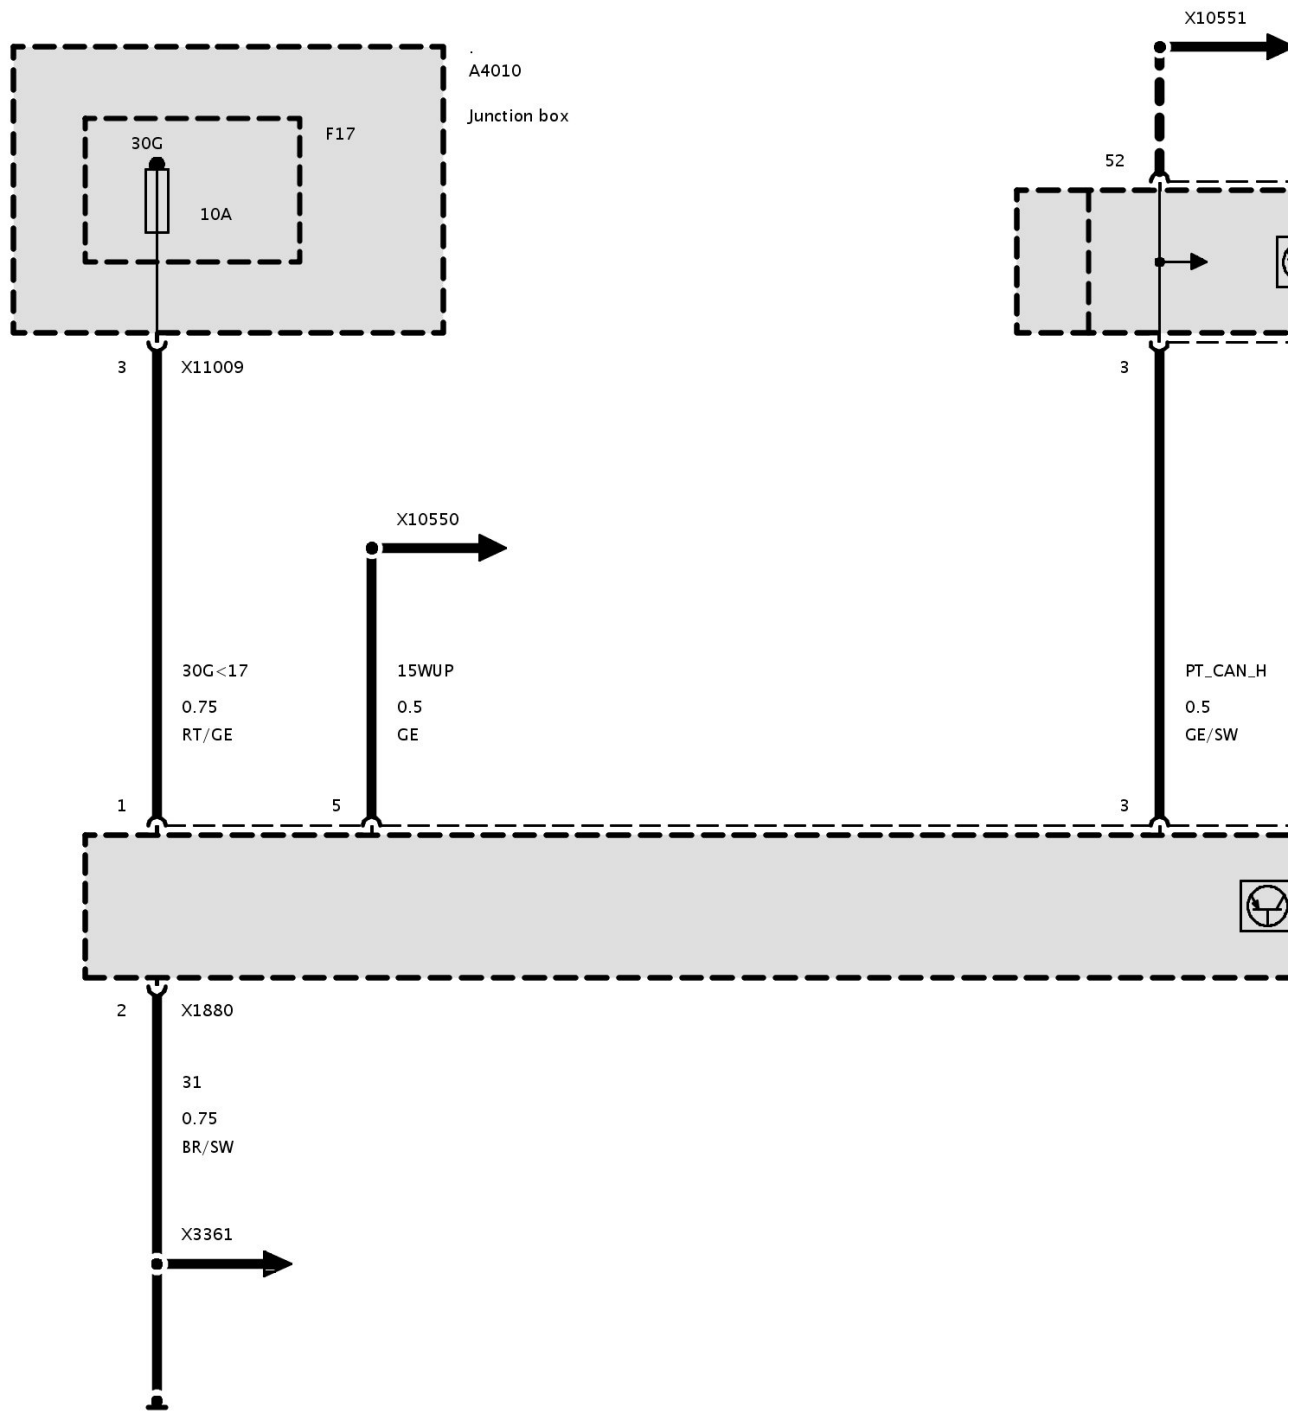 X10551
.
A4010
Junction box
F17
30G
10A
52
3
X11009
3
X10550
30G<17
0.75
RT/GE
15WUP
0.5
GE
PT_CAN_H
0.5
GE/SW
1
5
3
2
X1880
31
0.75
BR/SW
X3361